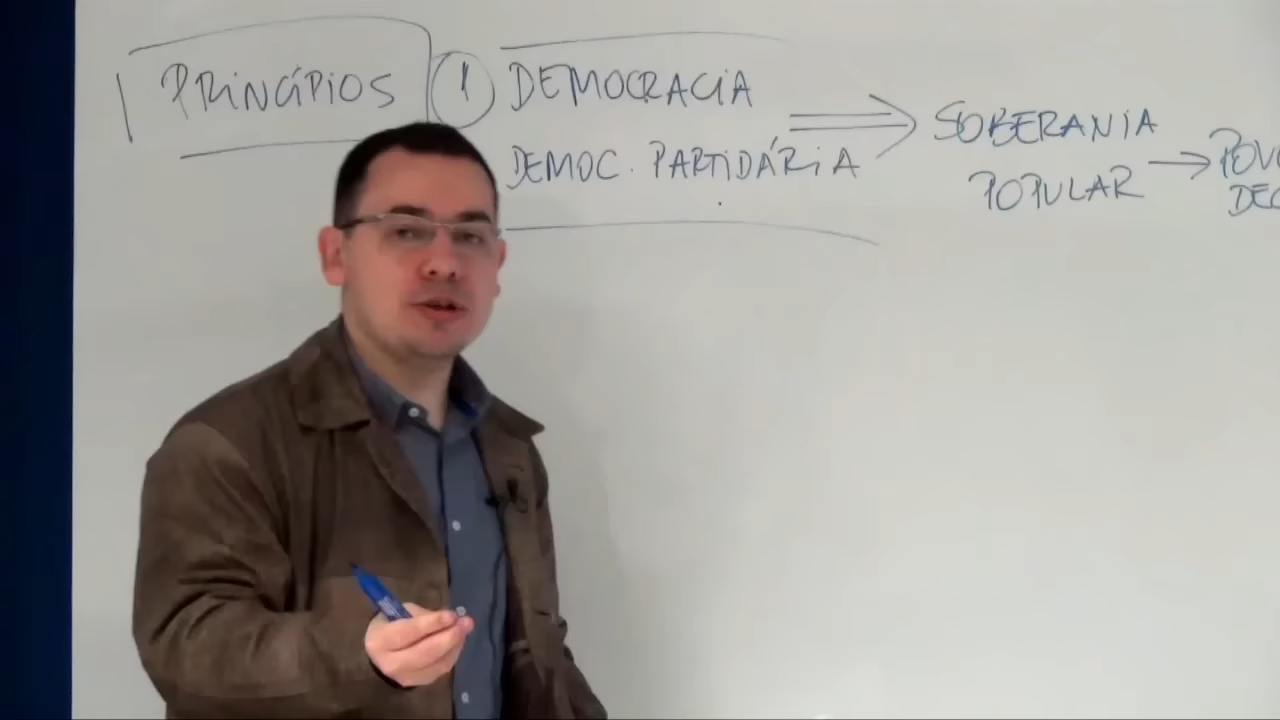 PRINCÍPIOS
1 DEMOCRACIA
DEMOC. PARTIDÁRIA
SOBERANIA
POPULAR